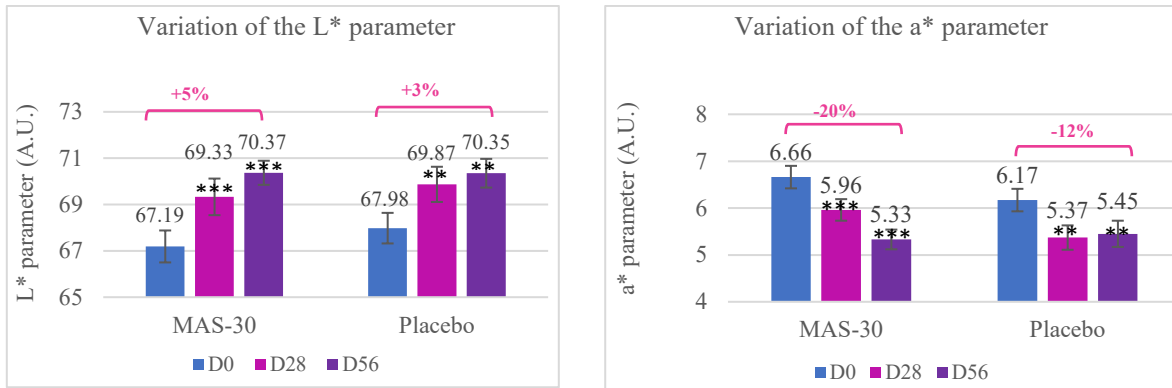 Variation of the L* parameter
+5%
+3%
L* parameter (A.U.)
73
71
69
67
65
67.19
69.33
70.37
***
***
67.98
69.87
70.35
**
**
MAS-30
Placebo
D0
D28
D56
Variation of the a* parameter
-20%
-12%
a* parameter (A.U.)
8
7
6
5
4
6.66
5.96
5.33
***
***
6.17
5.37
5.45
**
**
MAS-30
Placebo
D0
D28
D56